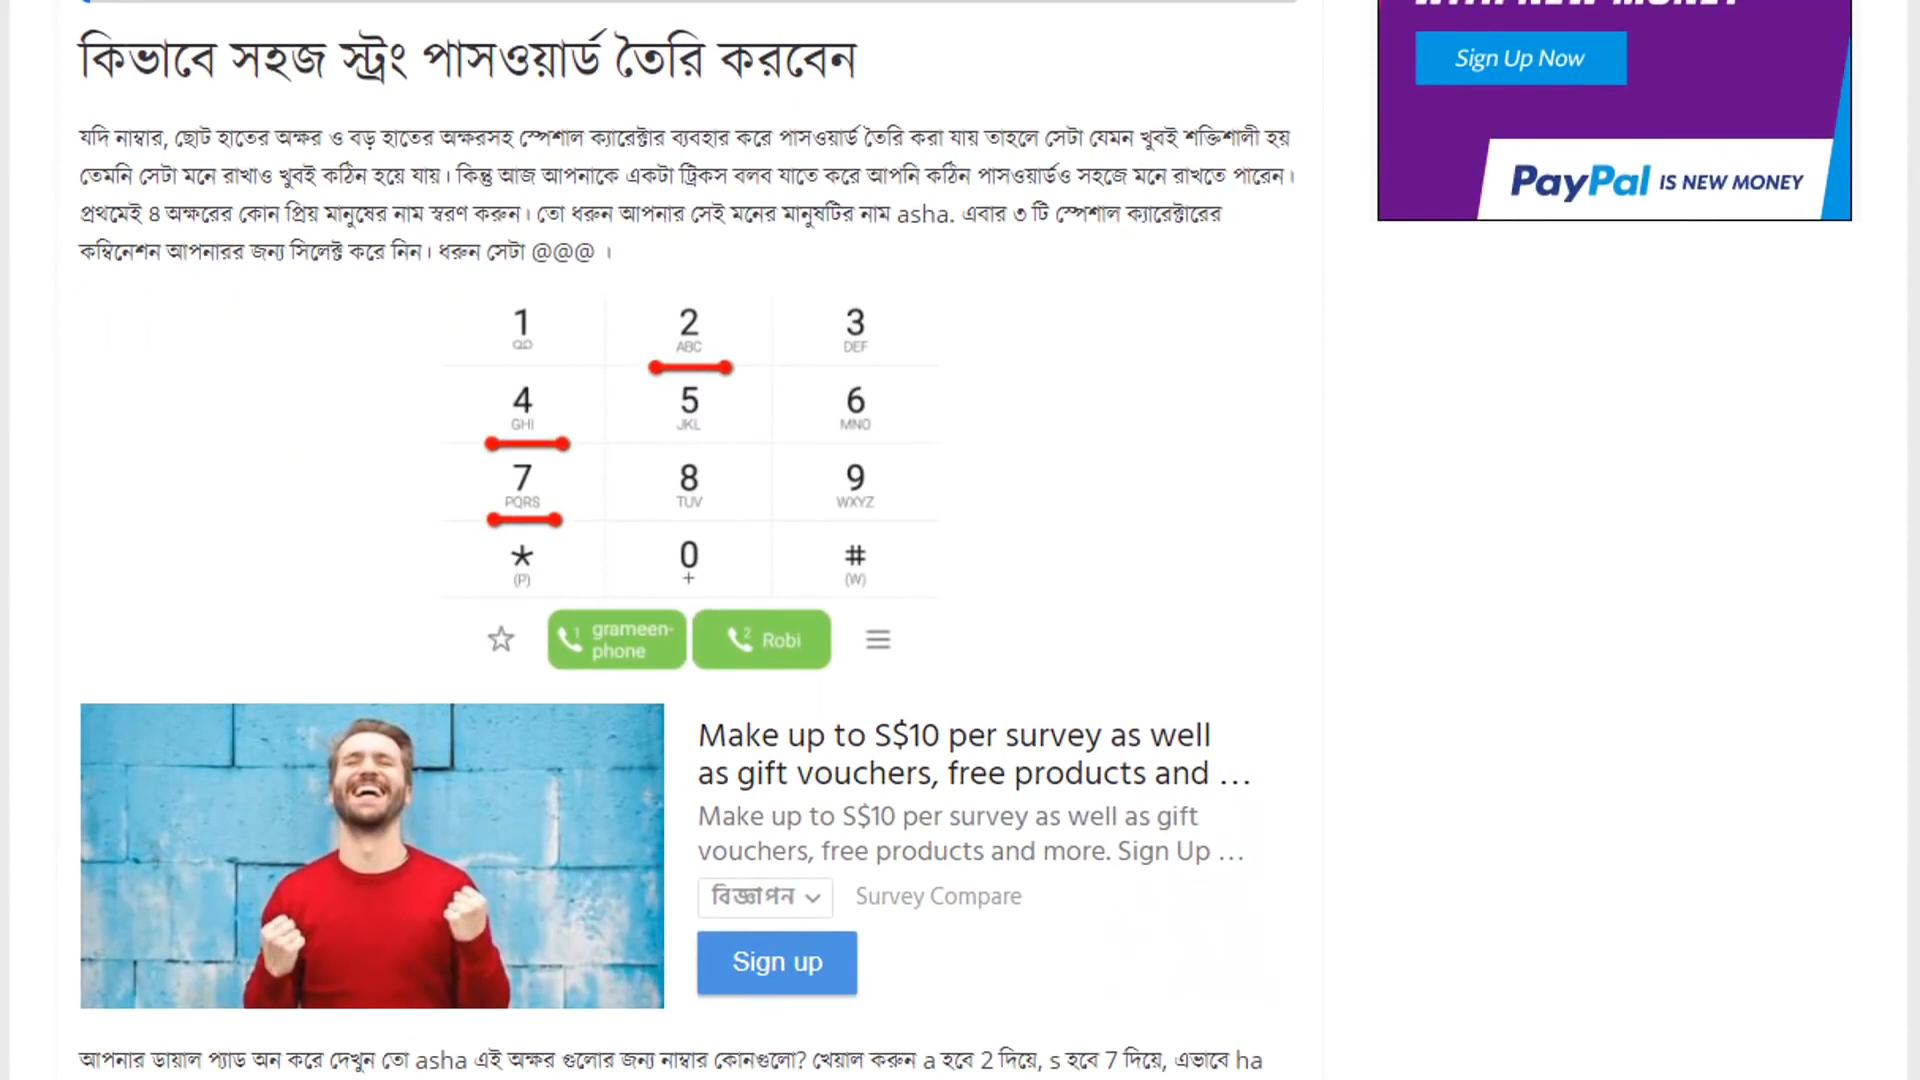 কিভাবে সহজ স্ট্রং পাসওয়ার্ড তৈরি করবেন
যদি নাম্বার, ছোট হাতের অক্ষর ও বড় হাতের অক্ষরসহ স্পেশাল ক্যারেক্টার ব্যবহার করে পাসওয়ার্ড তৈরি করা যায় তাহলে সেটা যেমন খুবই শক্তিশালী হয়
তেমনি সেটা মনে রাখাও খুবই কঠিন হয়ে যায়। কিন্তু আজ আপনাকে একটা ট্রিকস বলব যাতে করে আপনি কঠিন পাসওয়ার্ডও সহজে মনে রাখতে পারেন।
প্রথমেই ৪ অক্ষরের কোন প্রিয় মানুষের নাম স্বরণ করুন। তো ধরুন আপনার সেই মনের মানুষটির নাম asha. এবার ৩ টি স্পেশাল ক্যারেক্টারের
কম্বিনেশন আপনারর জন্য সিলেক্ট করে নিন। ধরুন সেটা @@@ ।
1 2 3
ABC DEF
4 5 6
GHI JKL MNO
7 8 9
PQRS TUV WXYZ
* 0 #
(P) + (W)
1 grameen-
phone
2 Robi
Make up to S$10 per survey as well
as gift vouchers, free products and ...
Make up to S$10 per survey as well as gift
vouchers, free products and more. Sign Up ...
বিজ্ঞাপন Survey Compare
Sign up
আপনার ডায়াল প্যাড অন করে দেখুন তো asha এই অক্ষর গুলোর জন্য নাম্বার কোনগুলো? খেয়াল করুন a হবে 2 দিয়ে, s হবে 7 দিয়ে, এভাবে ha
WITH NEW MONEY
Sign Up Now
PayPal IS NEW MONEY